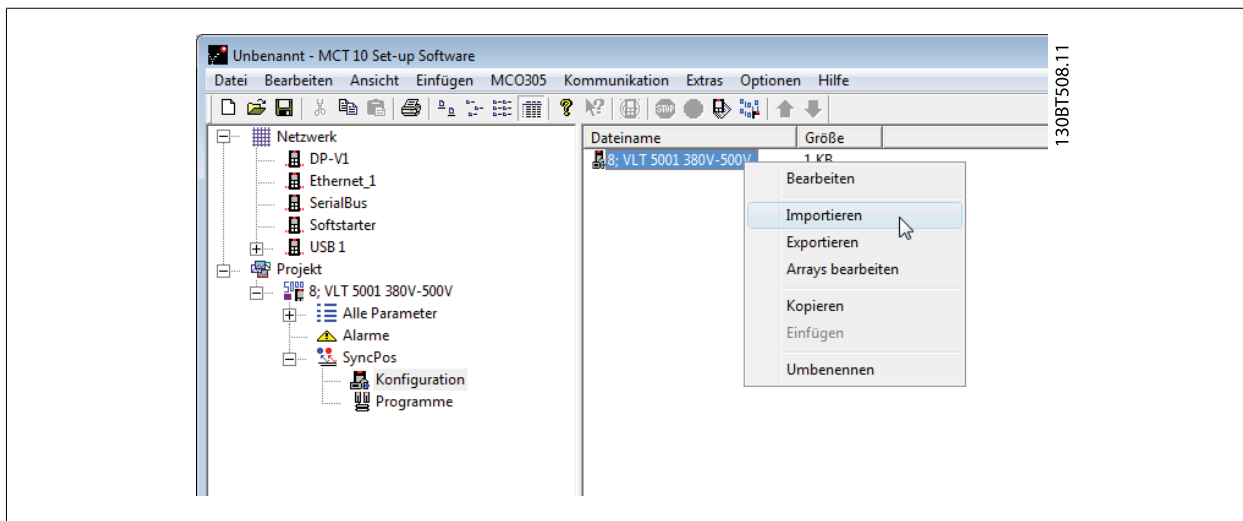 Unbenannt - MCT 10 Set-up Software
Datei Bearbeiten Ansicht Einfügen MCO305 Kommunikation Extras Optionen Hilfe
STOP
Netzwerk
DP-V1
Ethernet_1
SerialBus
Softstarter
USB 1
Projekt
8; VLT 5001 380V-500V
Alle Parameter
Alarme
SyncPos
Konfiguration
Programme
Dateiname Größe
8; VLT 5001 380V-500V 1 KB
Bearbeiten
Importieren
Exportieren
Arrays bearbeiten
Kopieren
Einfügen
Umbenennen
130BT508.11